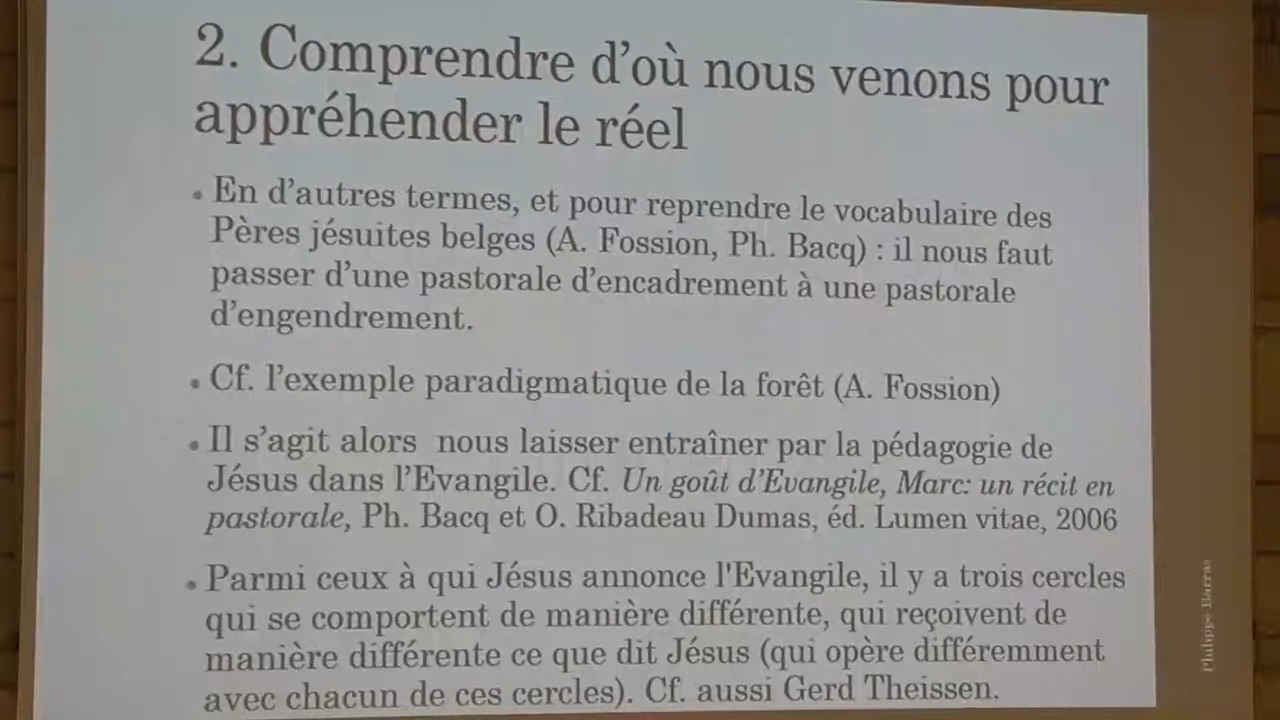 2. Comprendre d'où nous venons pour
appréhender le réel
• En d'autres termes, et pour reprendre le vocabulaire des
Pères jésuites belges (A. Fossion, Ph. Bacq) : il nous faut
passer d'une pastorale d'encadrement à une pastorale
d'engendrement.
• Cf. l'exemple paradigmatique de la forêt (A. Fossion)
• Il s'agit alors nous laisser entraîner par la pédagogie de
Jésus dans l'Evangile. Cf. Un goût d'Evangile, Marc: un récit en
pastorale, Ph. Bacq et O. Ribadeau Dumas, éd. Lumen vitae, 2006
• Parmi ceux à qui Jésus annonce l'Evangile, il y a trois cercles
qui se comportent de manière différente, qui reçoivent de
manière différente ce que dit Jésus (qui opère différemment
avec chacun de ces cercles). Cf. aussi Gerd Theissen.
Philippe Barras